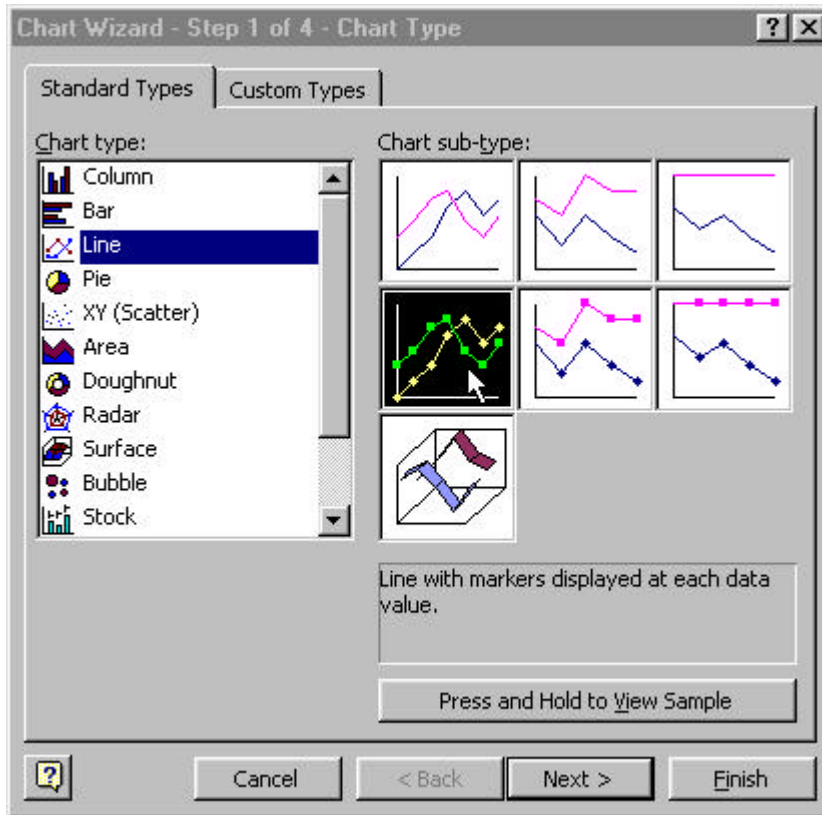 Chart Wizard - Step 1 of 4 - Chart Type
Standard Types
Custom Types
Chart type:
Column
Bar
Line
Pie
XY (Scatter)
Area
Doughnut
Radar
Surface
Bubble
Stock
Chart sub-type:
Line with markers displayed at each data
value.
Press and Hold to View Sample
Cancel
< Back
Next >
Finish